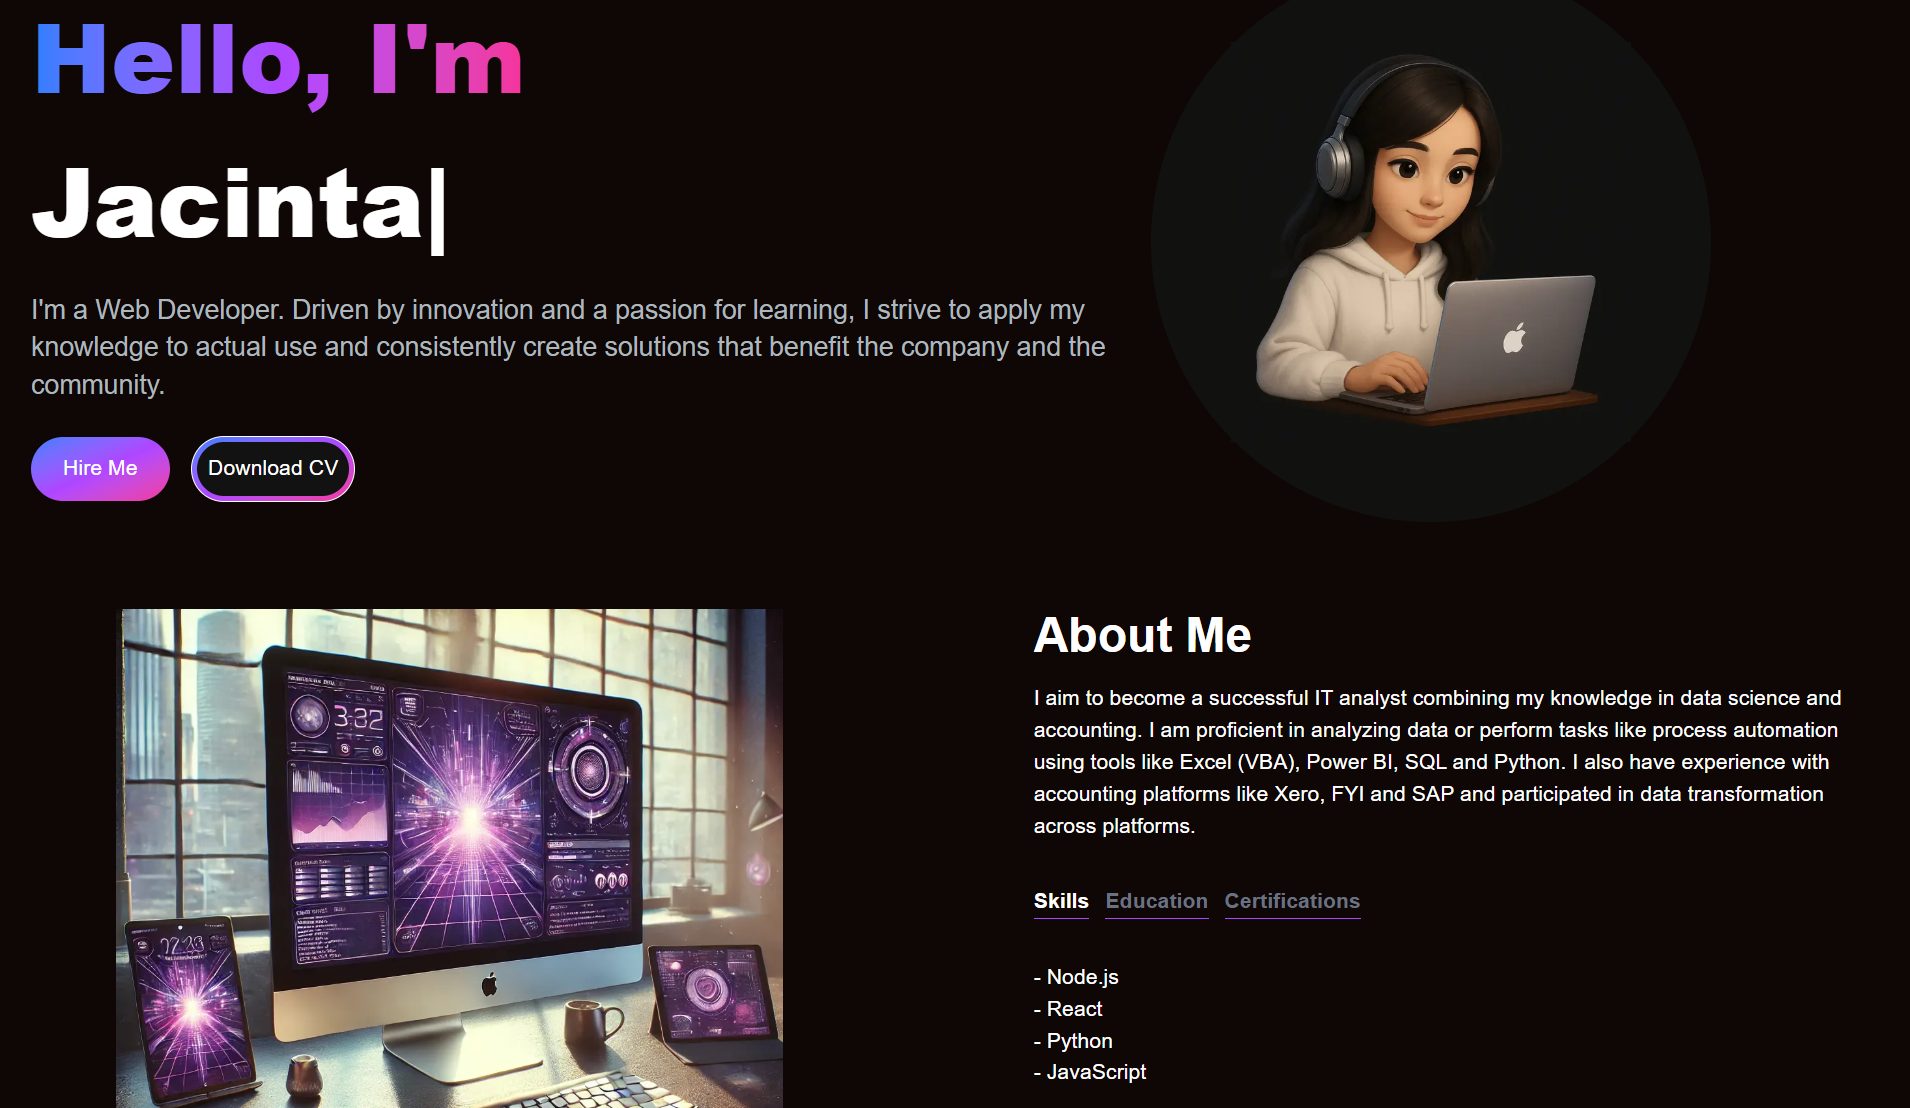 Hello, I'm
Jacinta|
I'm a Web Developer. Driven by innovation and a passion for learning, I strive to apply my
knowledge to actual use and consistently create solutions that benefit the company and the
community.
Hire Me
Download CV
3:32
About Me
I aim to become a successful IT analyst combining my knowledge in data science and
accounting. I am proficient in analyzing data or perform tasks like process automation
using tools like Excel (VBA), Power BI, SQL and Python. I also have experience with
accounting platforms like Xero, FYI and SAP and participated in data transformation
across platforms.
Skills Education Certifications
- Node.js
- React
- Python
- JavaScript